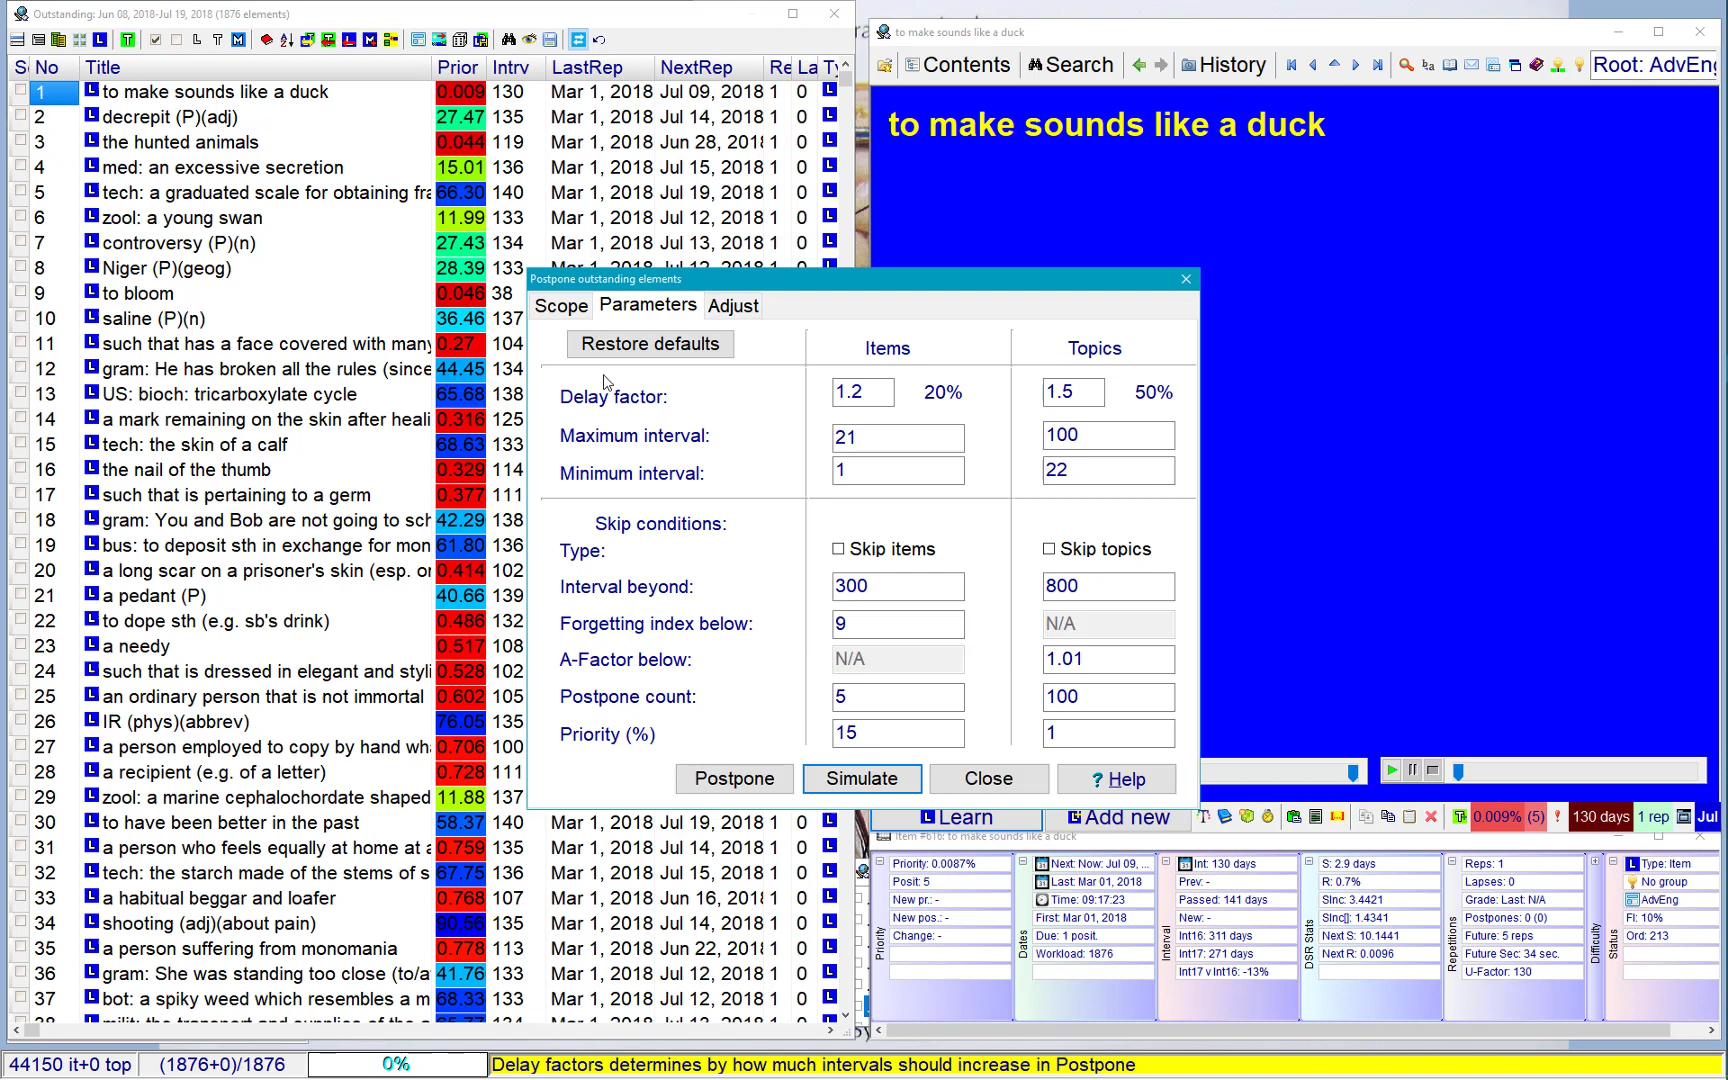 Outstanding: Jun 08, 2018-Jul 19, 2018 (1876 elements)
No Title Prior Intrv LastRep NextRep Re La Ty
1 to make sounds like a duck 0.009 130 Mar 1, 2018 Jul 09, 2018 1 0
2 decrepit (P)(adj) 27.47 135 Mar 1, 2018 Jul 14, 2018 1 0
3 the hunted animals 0.044 119 Mar 1, 2018 Jun 28, 2018 1 0
4 med: an excessive secretion 15.01 136 Mar 1, 2018 Jul 15, 2018 1 0
5 tech: a graduated scale for obtaining fra 66.30 140 Mar 1, 2018 Jul 19, 2018 1 0
6 zool: a young swan 11.99 133 Mar 1, 2018 Jul 12, 2018 1 0
7 controversy (P)(n) 27.43 134 Mar 1, 2018 Jul 13, 2018 1 0
8 Niger (P)(geog) 28.39 133
9 to bloom 0.046 38
10 saline (P)(n) 36.46 137
11 such that has a face covered with many 0.27 104
12 gram: He has broken all the rules (since 44.45 134
13 US: bioch: tricarboxylate cycle 65.68 138
14 a mark remaining on the skin after heali 0.316 125
15 tech: the skin of a calf 68.63 133
16 the nail of the thumb 0.329 114
17 such that is pertaining to a germ 0.377 111
18 gram: You and Bob are not going to sch 42.29 138
19 bus: to deposit sth in exchange for mon 61.80 136
20 a long scar on a prisoner's skin (esp. or 0.414 102
21 a pedant (P) 40.66 139
22 to dope sth (e.g. sb's drink) 0.486 132
23 a needy 0.517 108
24 such that is dressed in elegant and styli 0.528 102
25 an ordinary person that is not immortal 0.602 105
26 IR (phys)(abbrev) 76.05 135
27 a person employed to copy by hand wha 0.706 100
28 a recipient (e.g. of a letter) 0.728 111
29 zool: a marine cephalochordate shaped 11.88 137
30 to have been better in the past 58.37 140 Mar 1, 2018 Jul 19, 2018 1 0
31 a person who feels equally at home at a 0.759 135 Mar 1, 2018 Jul 14, 2018 1 0
32 tech: the starch made of the stems of s 67.75 136 Mar 1, 2018 Jul 15, 2018 1 0
33 a habitual beggar and loafer 0.768 107 Mar 1, 2018 Jun 16, 2018 1 0
34 shooting (adj)(about pain) 90.56 135 Mar 1, 2018 Jul 14, 2018 1 0
35 a person suffering from monomania 0.778 113 Mar 1, 2018 Jun 22, 2018 1 0
36 gram: She was standing too close (to/a 41.76 133 Mar 1, 2018 Jul 12, 2018 1 0
37 bot: a spiky weed which resembles a m 68.33 133 Mar 1, 2018 Jul 12, 2018 1 0
44150 it+0 top (1876+0)/1876 0% Delay factors determines by how much intervals should increase in Postpone
Postpone outstanding elements
Scope Parameters Adjust
Restore defaults Items Topics
Delay factor: 1.2 20% 1.5 50%
Maximum interval: 21 100
Minimum interval: 1 22
Skip conditions:
Type: Skip items Skip topics
Interval beyond: 300 800
Forgetting index below: 9 N/A
A-Factor below: N/A 1.01
Postpone count: 5 100
Priority (%) 15 1
Postpone Simulate Close ? Help
to make sounds like a duck
Contents Search History Root: AdvEng
to make sounds like a duck
Learn Add new 0.009% (5) 130 days 1 rep Jul
Item #616: to make sounds like a duck
Priority
Priority: 0.0087%
Posit: 5
New pr.: -
New pos.: -
Change: -
Dates
Next: Now: Jul 09, ...
Last: Mar 01, 2018
Time: 09:17:23
First: Mar 01, 2018
Due: 1 posit.
Workload: 1876
Interval
Int: 130 days
Prev: -
Passed: 141 days
New: -
Int16: 311 days
Int17: 271 days
Int17 v Int16: -13%
DSR Stats
S: 2.9 days
R: 0.7%
SInc: 3.4421
SInc[]: 1.4341
Next S: 10.1441
Next R: 0.0096
Repetitions
Reps: 1
Lapses: 0
Grade: Last: N/A
Postpones: 0 (0)
Future: 5 reps
Future Sec: 34 sec.
U-Factor: 130
Difficulty
Status
Type: Item
No group
AdvEng
FI: 10%
Ord: 213